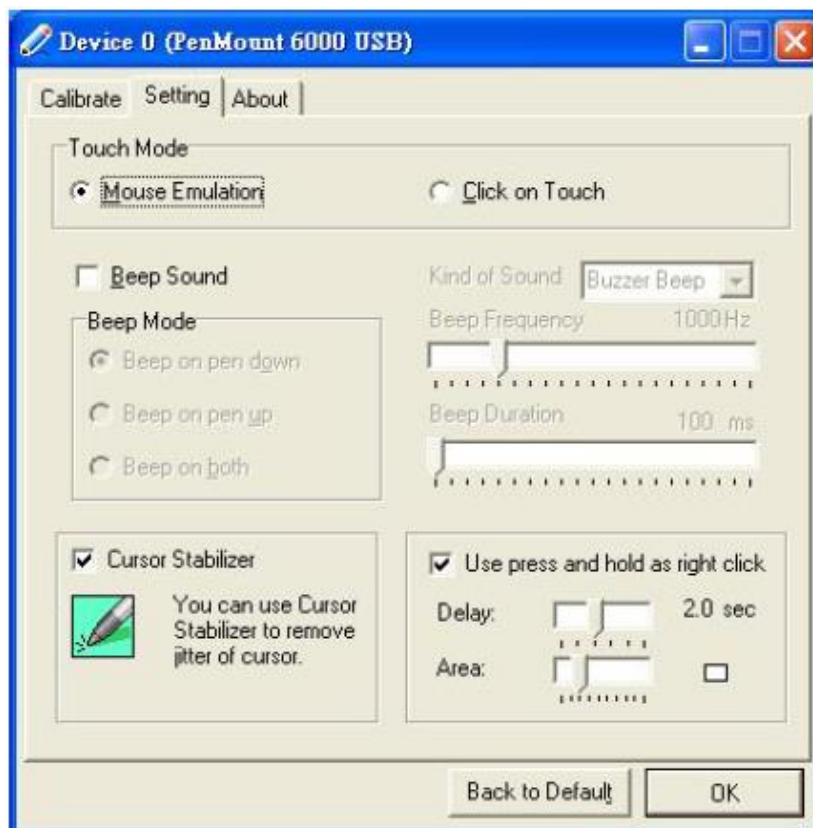 Device 0 (PenMount 6000 USB)
Calibrate Setting About
Touch Mode
Mouse Emulation Click on Touch
Beep Sound Kind of Sound Buzzer Beep
Beep Mode Beep Frequency 1000Hz
Beep on pen down
Beep on pen up Beep Duration 100 ms
Beep on both
Cursor Stabilizer
You can use Cursor
Stabilizer to remove
jitter of cursor.
Use press and hold as right click
Delay: 2.0 sec
Area:
Back to Default OK